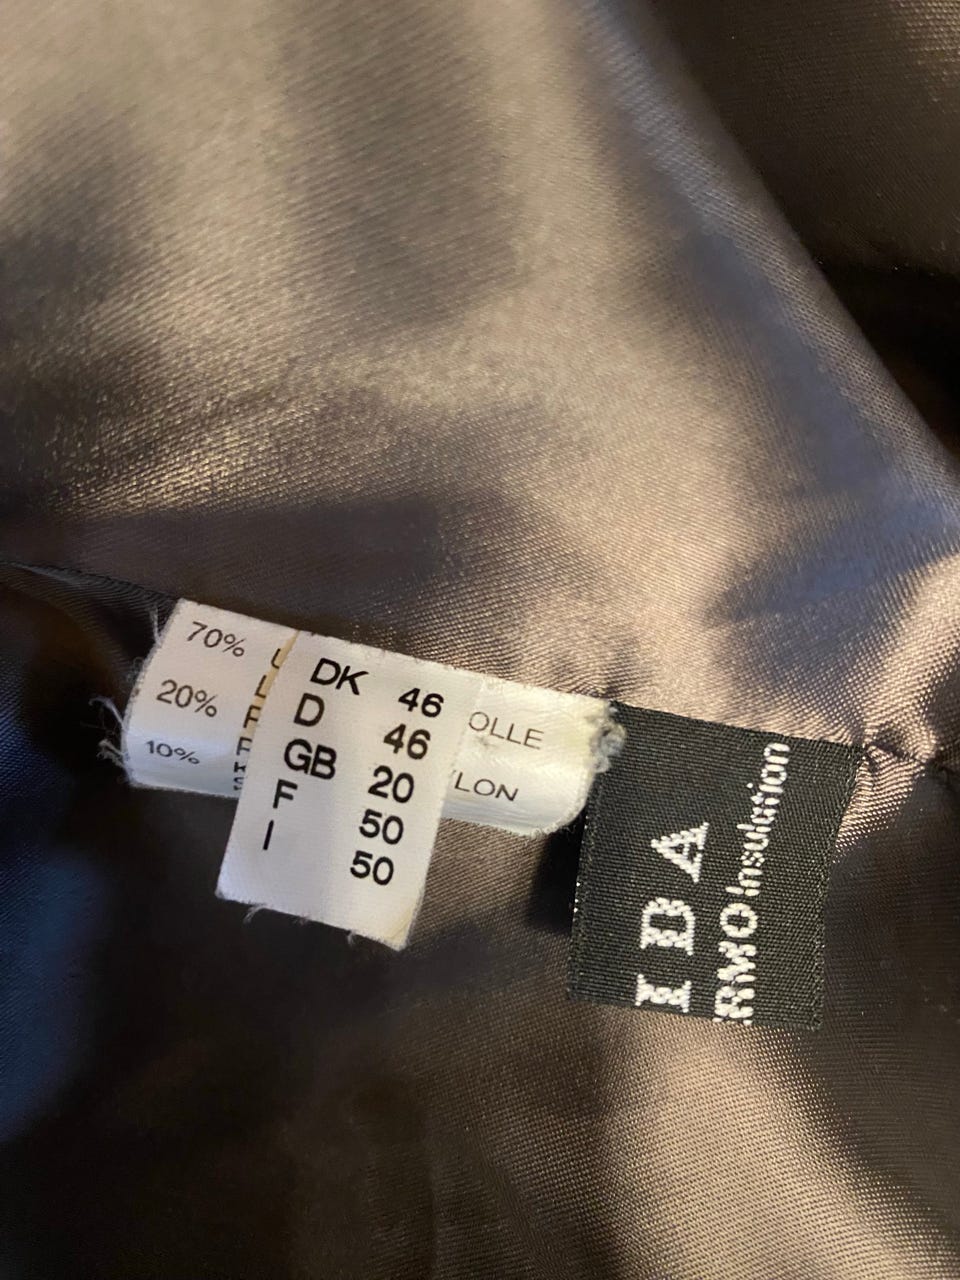 70%
20%
10%
OLLE
LON
DK 46
D 46
GB 20
F 50
I 50
IDA
RMO Insulation